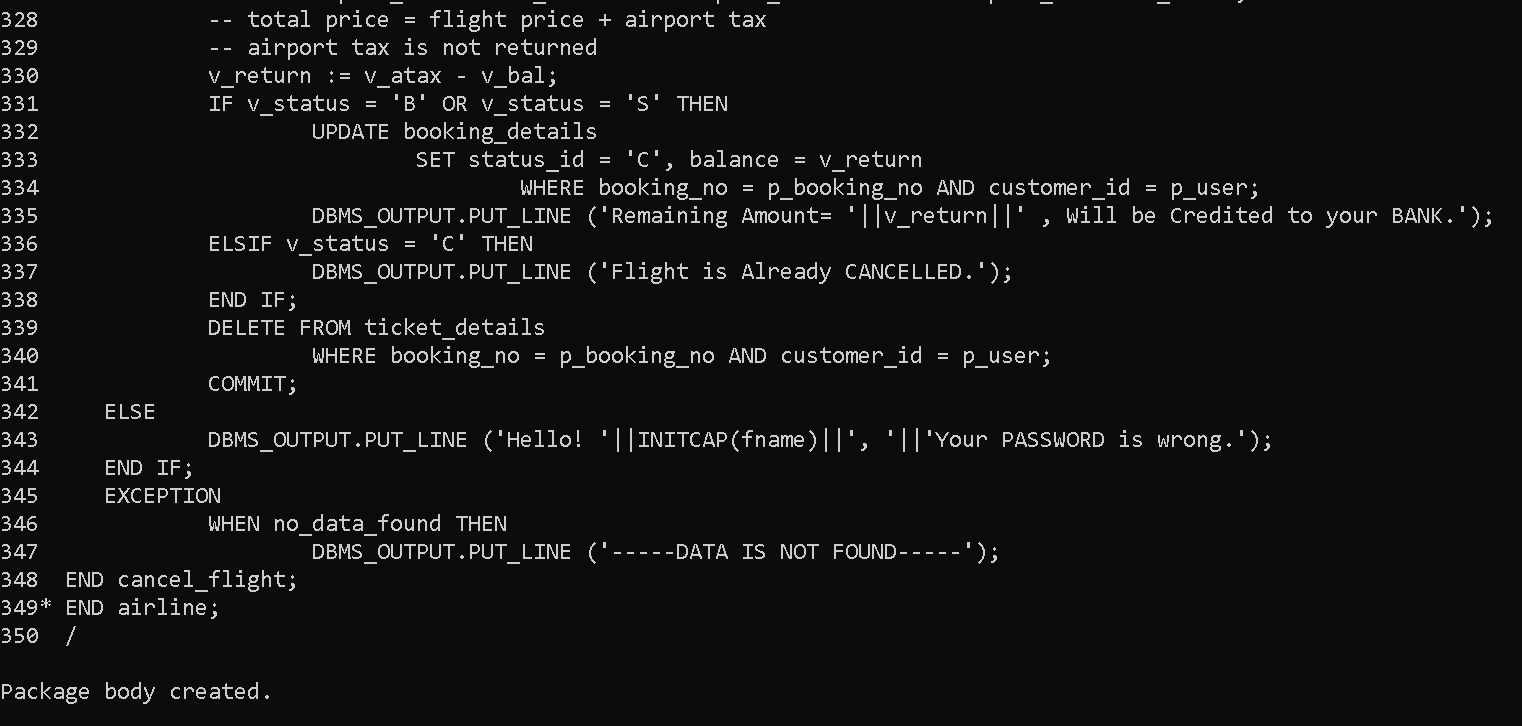 328             -- total price = flight price + airport tax
329             -- airport tax is not returned
330             v_return := v_atax - v_bal;
331             IF v_status = 'B' OR v_status = 'S' THEN
332                     UPDATE booking_details
333                             SET status_id = 'C', balance = v_return
334                                     WHERE booking_no = p_booking_no AND customer_id = p_user;
335                     DBMS_OUTPUT.PUT_LINE ('Remaining Amount= '||v_return||' , Will be Credited to your BANK.');
336             ELSIF v_status = 'C' THEN
337                     DBMS_OUTPUT.PUT_LINE ('Flight is Already CANCELLED.');
338             END IF;
339             DELETE FROM ticket_details
340                     WHERE booking_no = p_booking_no AND customer_id = p_user;
341             COMMIT;
342     ELSE
343             DBMS_OUTPUT.PUT_LINE ('Hello! '||INITCAP(fname)||', '||'Your PASSWORD is wrong.');
344     END IF;
345     EXCEPTION
346             WHEN no_data_found THEN
347                     DBMS_OUTPUT.PUT_LINE ('-----DATA IS NOT FOUND-----');
348  END cancel_flight;
349* END airline;
350  /
Package body created.